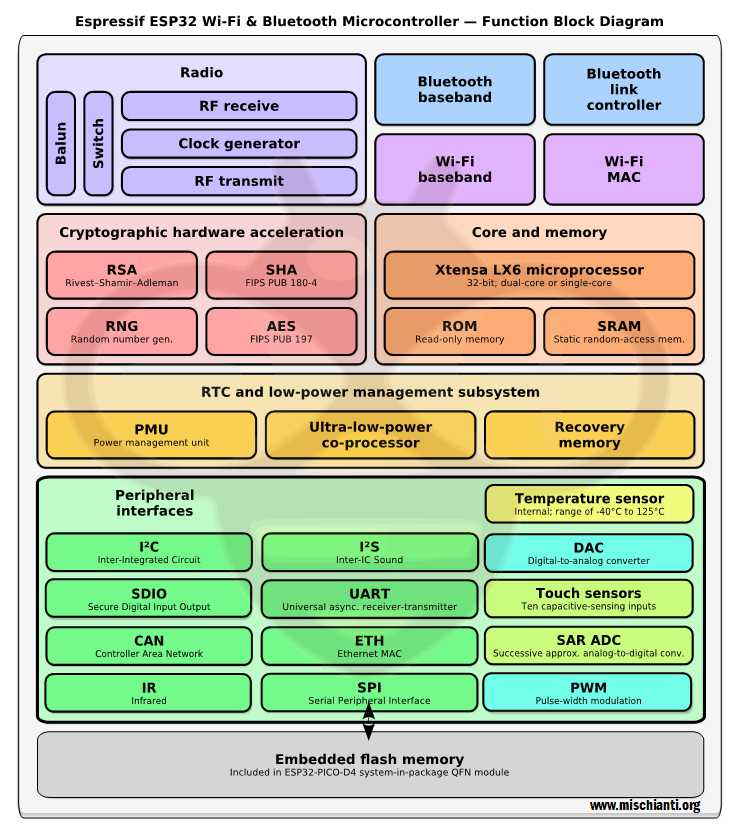 Espressif ESP32 Wi-Fi & Bluetooth Microcontroller — Function Block Diagram
Radio
Balun
Switch
RF receive
Clock generator
RF transmit
Bluetooth
baseband
Bluetooth
link
controller
Wi-Fi
baseband
Wi-Fi
MAC
Cryptographic hardware acceleration
RSA
Rivest–Shamir–Adleman
SHA
FIPS PUB 180-4
RNG
Random number gen.
AES
FIPS PUB 197
Core and memory
Xtensa LX6 microprocessor
32-bit; dual-core or single-core
ROM
Read-only memory
SRAM
Static random-access mem.
RTC and low-power management subsystem
PMU
Power management unit
Ultra-low-power
co-processor
Recovery
memory
Peripheral
interfaces
Temperature sensor
Internal; range of -40°C to 125°C
I²C
Inter-Integrated Circuit
I²S
Inter-IC Sound
DAC
Digital-to-analog converter
SDIO
Secure Digital Input Output
UART
Universal async. receiver-transmitter
Touch sensors
Ten capacitive-sensing inputs
CAN
Controller Area Network
ETH
Ethernet MAC
SAR ADC
Successive approx. analog-to-digital conv.
IR
Infrared
SPI
Serial Peripheral Interface
PWM
Pulse-width modulation
Embedded flash memory
Included in ESP32-PICO-D4 system-in-package QFN module
www.mischianti.org